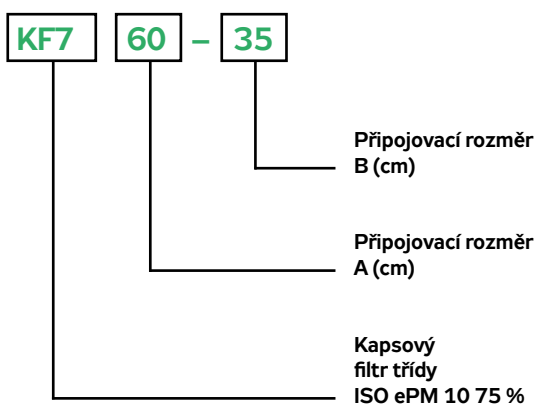 KF7 60 – 35
Připojovací rozměr
B (cm)
Připojovací rozměr
A (cm)
Kapsový
filtr třídy
ISO ePM 10 75 %